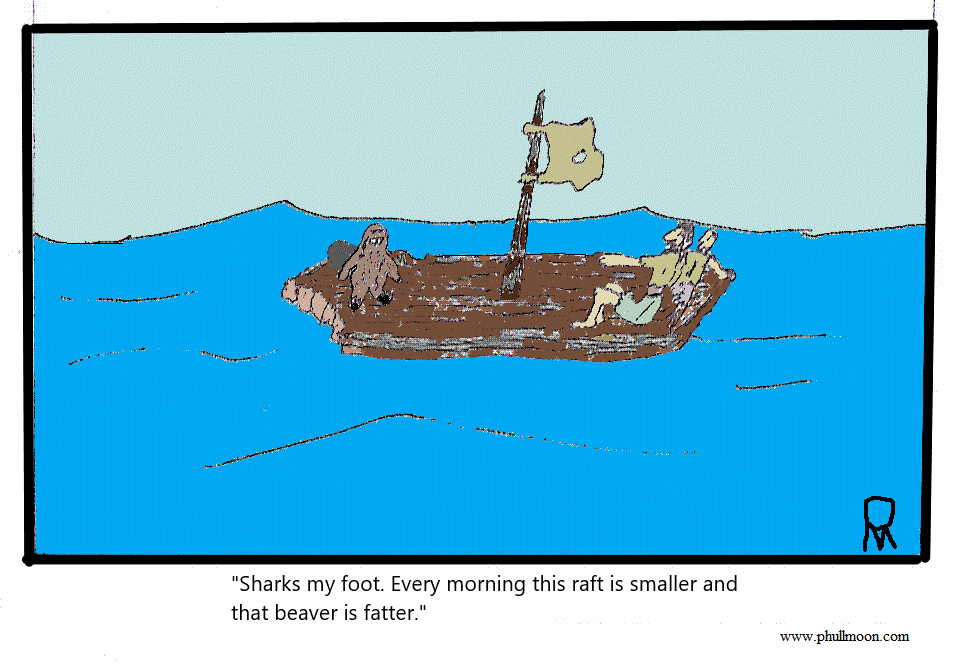 "Sharks my foot. Every morning this raft is smaller and
that beaver is fatter."
www.phullmoon.com